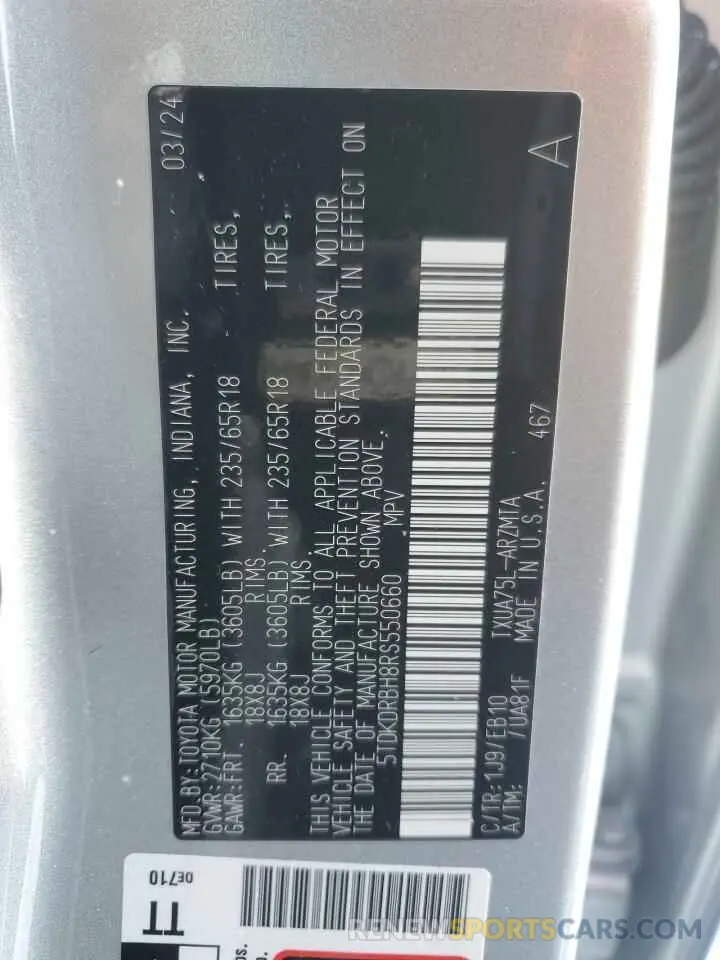 MFD.BY:TOYOTA MOTOR MANUFACTURING, INDIANA, INC. 03/24
GVWR:2710KG (5970LB)
GAWR:FRT. 1635KG (3605LB) WITH 235/65R18 TIRES,
18X8J RIMS,
RR. 1635KG (3605LB) WITH 235/65R18 TIRES,
18X8J RIMS.
THIS VEHICLE CONFORMS TO ALL APPLICABLE FEDERAL MOTOR
VEHICLE SAFETY AND THEFT PREVENTION STANDARDS IN EFFECT ON
THE DATE OF MANUFACTURE SHOWN ABOVE.
5TDKDRBH8RS550660 MPV
A
C/TR:1J9/EB10 TXUA75L-ARZMTA 467
A/TM: /UA81F MADE IN U.S.A.
0E710
TT
RENEWSPORTSCARS.COM